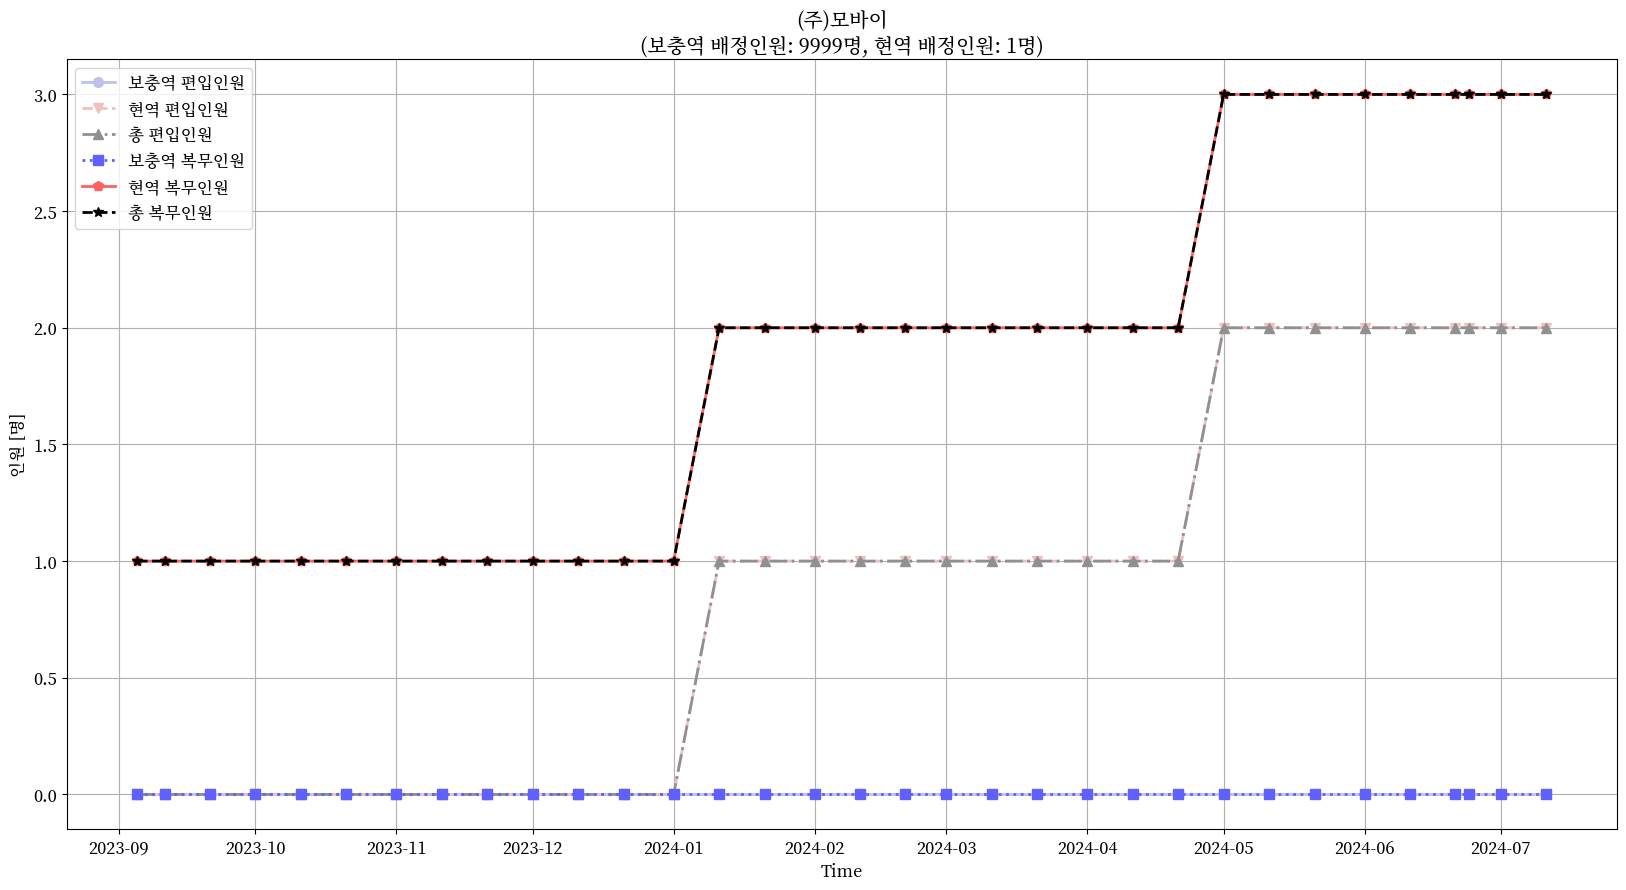 (주)모바이
(보충역 배정인원: 9999명, 현역 배정인원: 1명)
보충역 편입인원
현역 편입인원
총 편입인원
보충역 복무인원
현역 복무인원
총 복무인원
3.0
2.5
2.0
1.5
1.0
0.5
0.0
인원 [명]
2023-09 2023-10 2023-11 2023-12 2024-01 2024-02 2024-03 2024-04 2024-05 2024-06 2024-07
Time